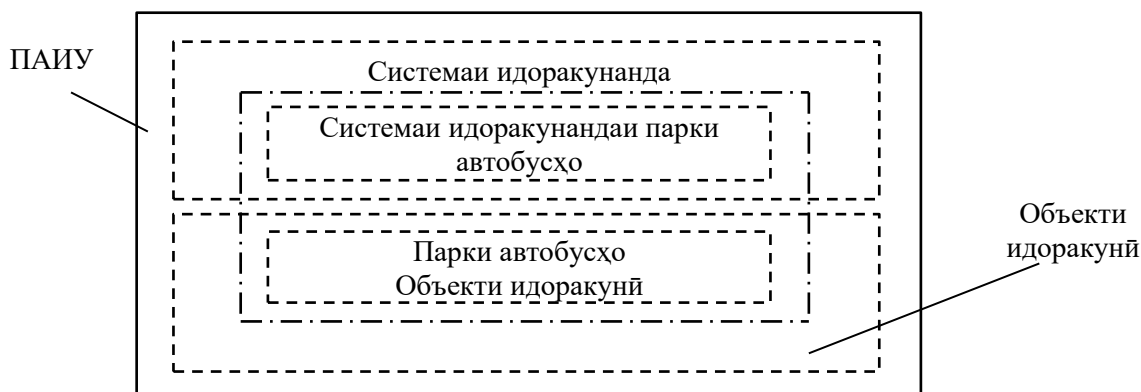 ПАИУ
Системаи идоракунанда
Системаи идоракунандаи парки
автобусҳо
Парки автобусҳо
Объекти идоракунӣ
Объекти
идоракунӣ